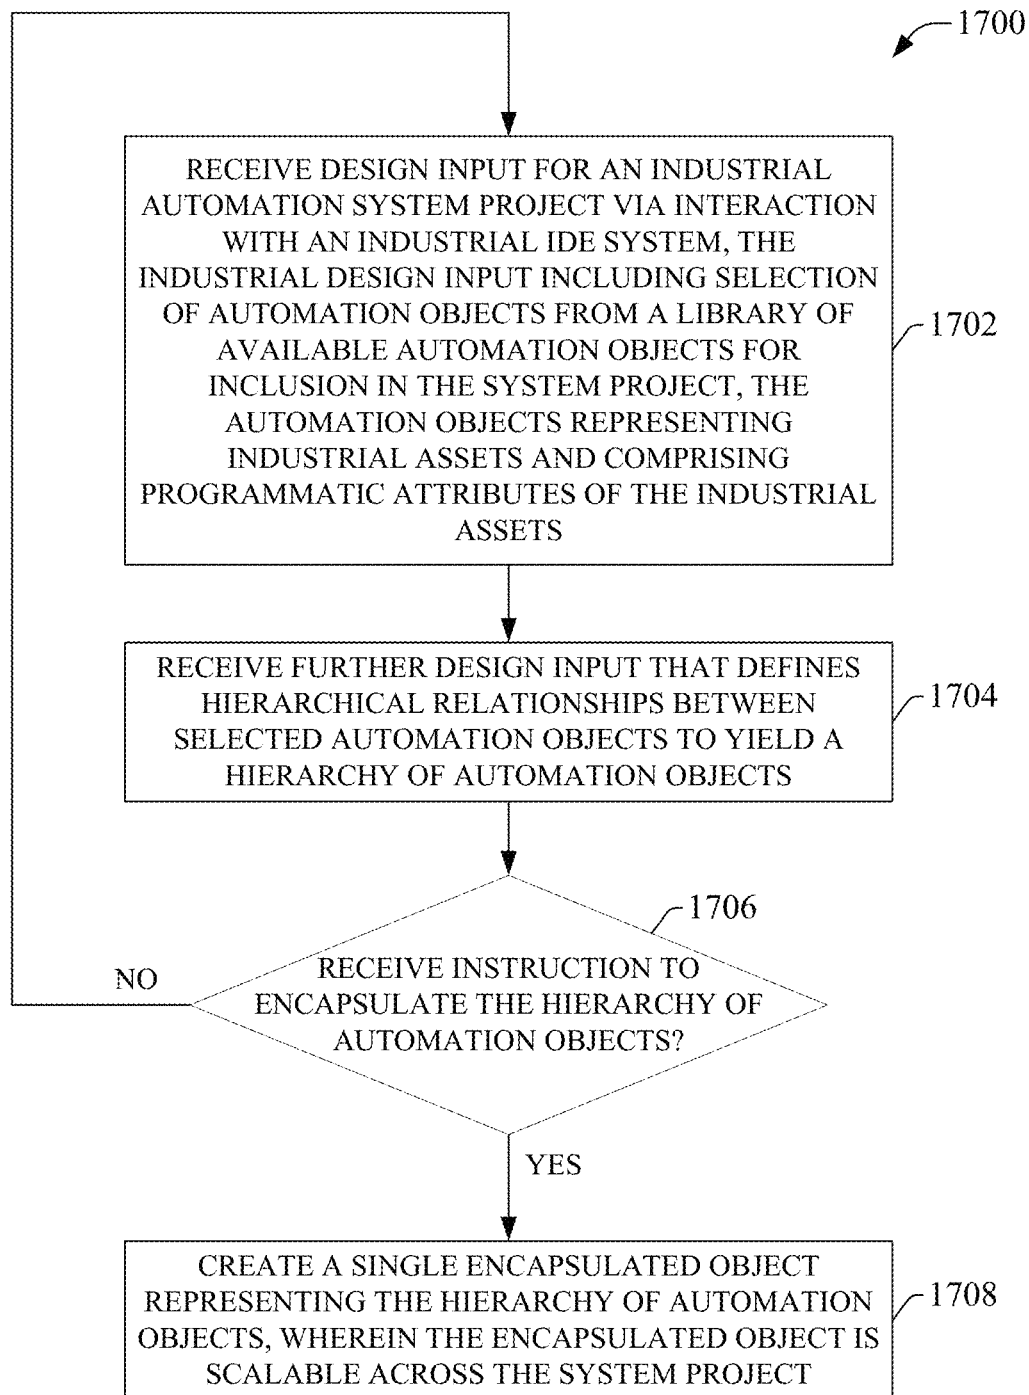 1700
RECEIVE DESIGN INPUT FOR AN INDUSTRIAL
AUTOMATION SYSTEM PROJECT VIA INTERACTION
WITH AN INDUSTRIAL IDE SYSTEM, THE
INDUSTRIAL DESIGN INPUT INCLUDING SELECTION
OF AUTOMATION OBJECTS FROM A LIBRARY OF
AVAILABLE AUTOMATION OBJECTS FOR
INCLUSION IN THE SYSTEM PROJECT, THE
AUTOMATION OBJECTS REPRESENTING
INDUSTRIAL ASSETS AND COMPRISING
PROGRAMMATIC ATTRIBUTES OF THE INDUSTRIAL
ASSETS
1702
RECEIVE FURTHER DESIGN INPUT THAT DEFINES
HIERARCHICAL RELATIONSHIPS BETWEEN
SELECTED AUTOMATION OBJECTS TO YIELD A
HIERARCHY OF AUTOMATION OBJECTS
1704
1706
NO
RECEIVE INSTRUCTION TO
ENCAPSULATE THE HIERARCHY OF
AUTOMATION OBJECTS?
YES
CREATE A SINGLE ENCAPSULATED OBJECT
REPRESENTING THE HIERARCHY OF AUTOMATION
OBJECTS, WHEREIN THE ENCAPSULATED OBJECT IS
SCALABLE ACROSS THE SYSTEM PROJECT
1708